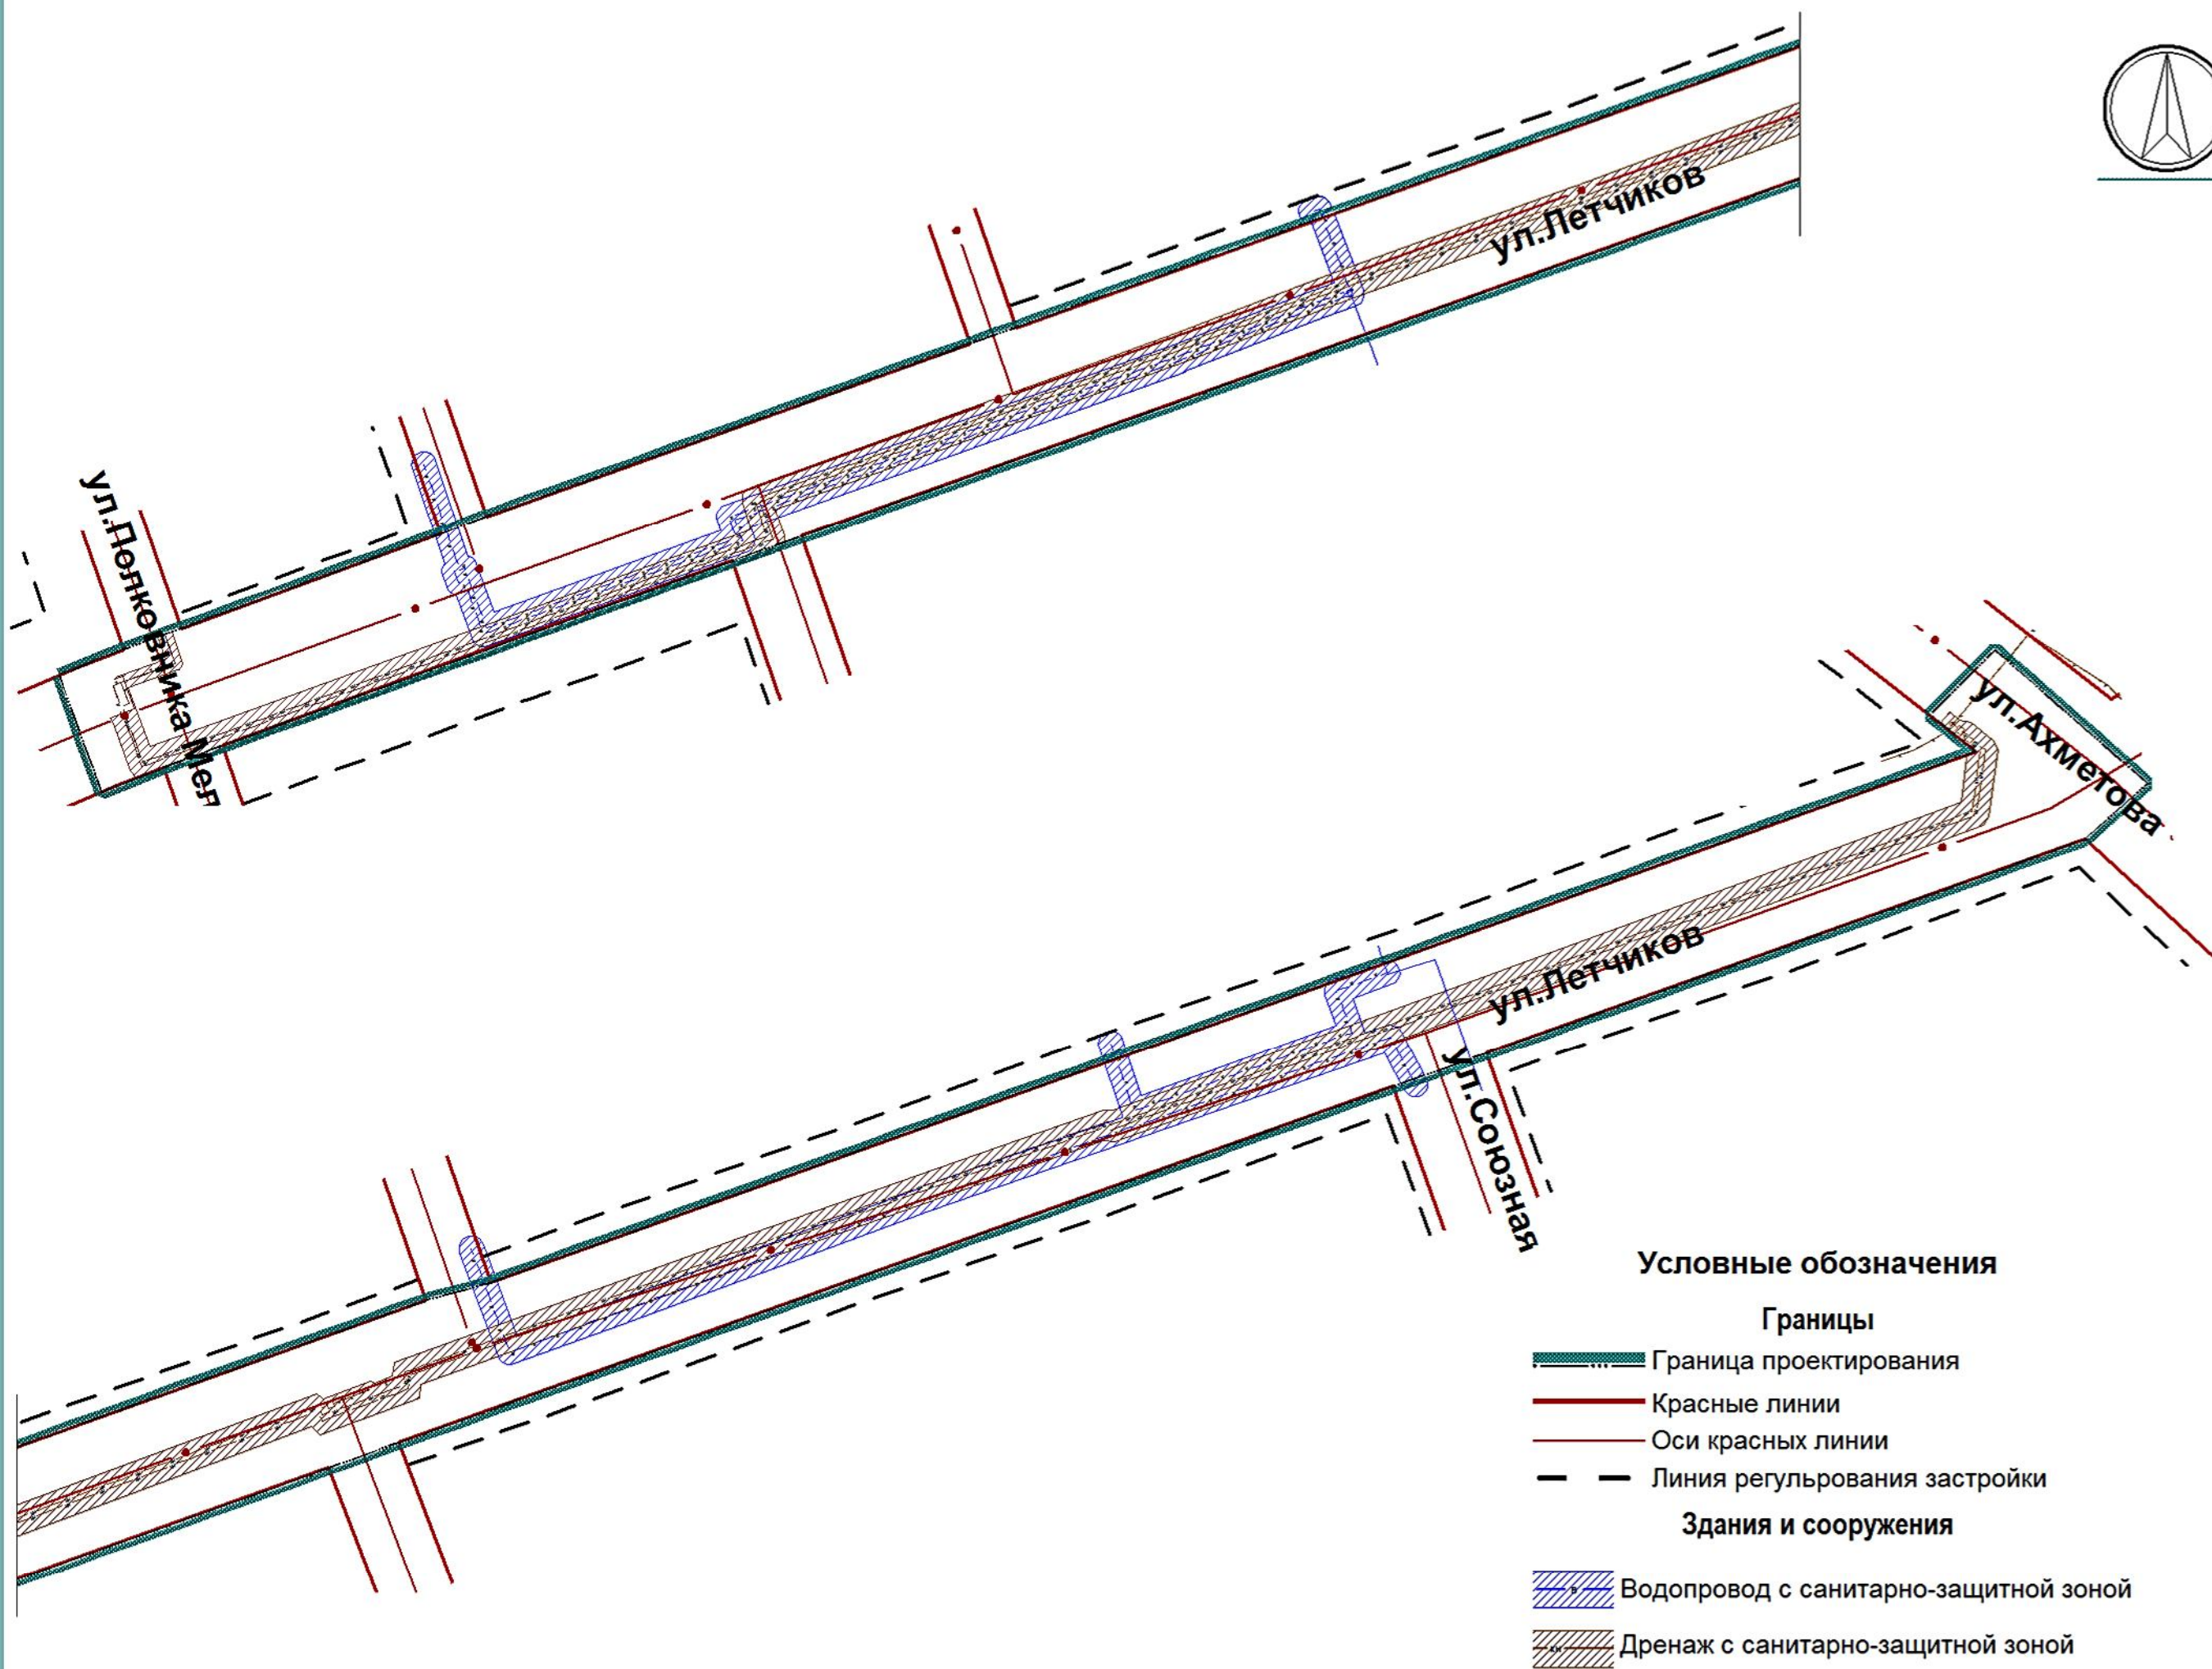 ул.Летчиков
ул.Полковника Мел
ул.Ахметова
ул.Летчиков
ул.Союзная
Условные обозначения
Границы
Граница проектирования
Красные линии
Оси красных линии
Линия регульрования застройки
Здания и сооружения
Водопровод с санитарно-защитной зоной
Дренаж с санитарно-защитной зоной